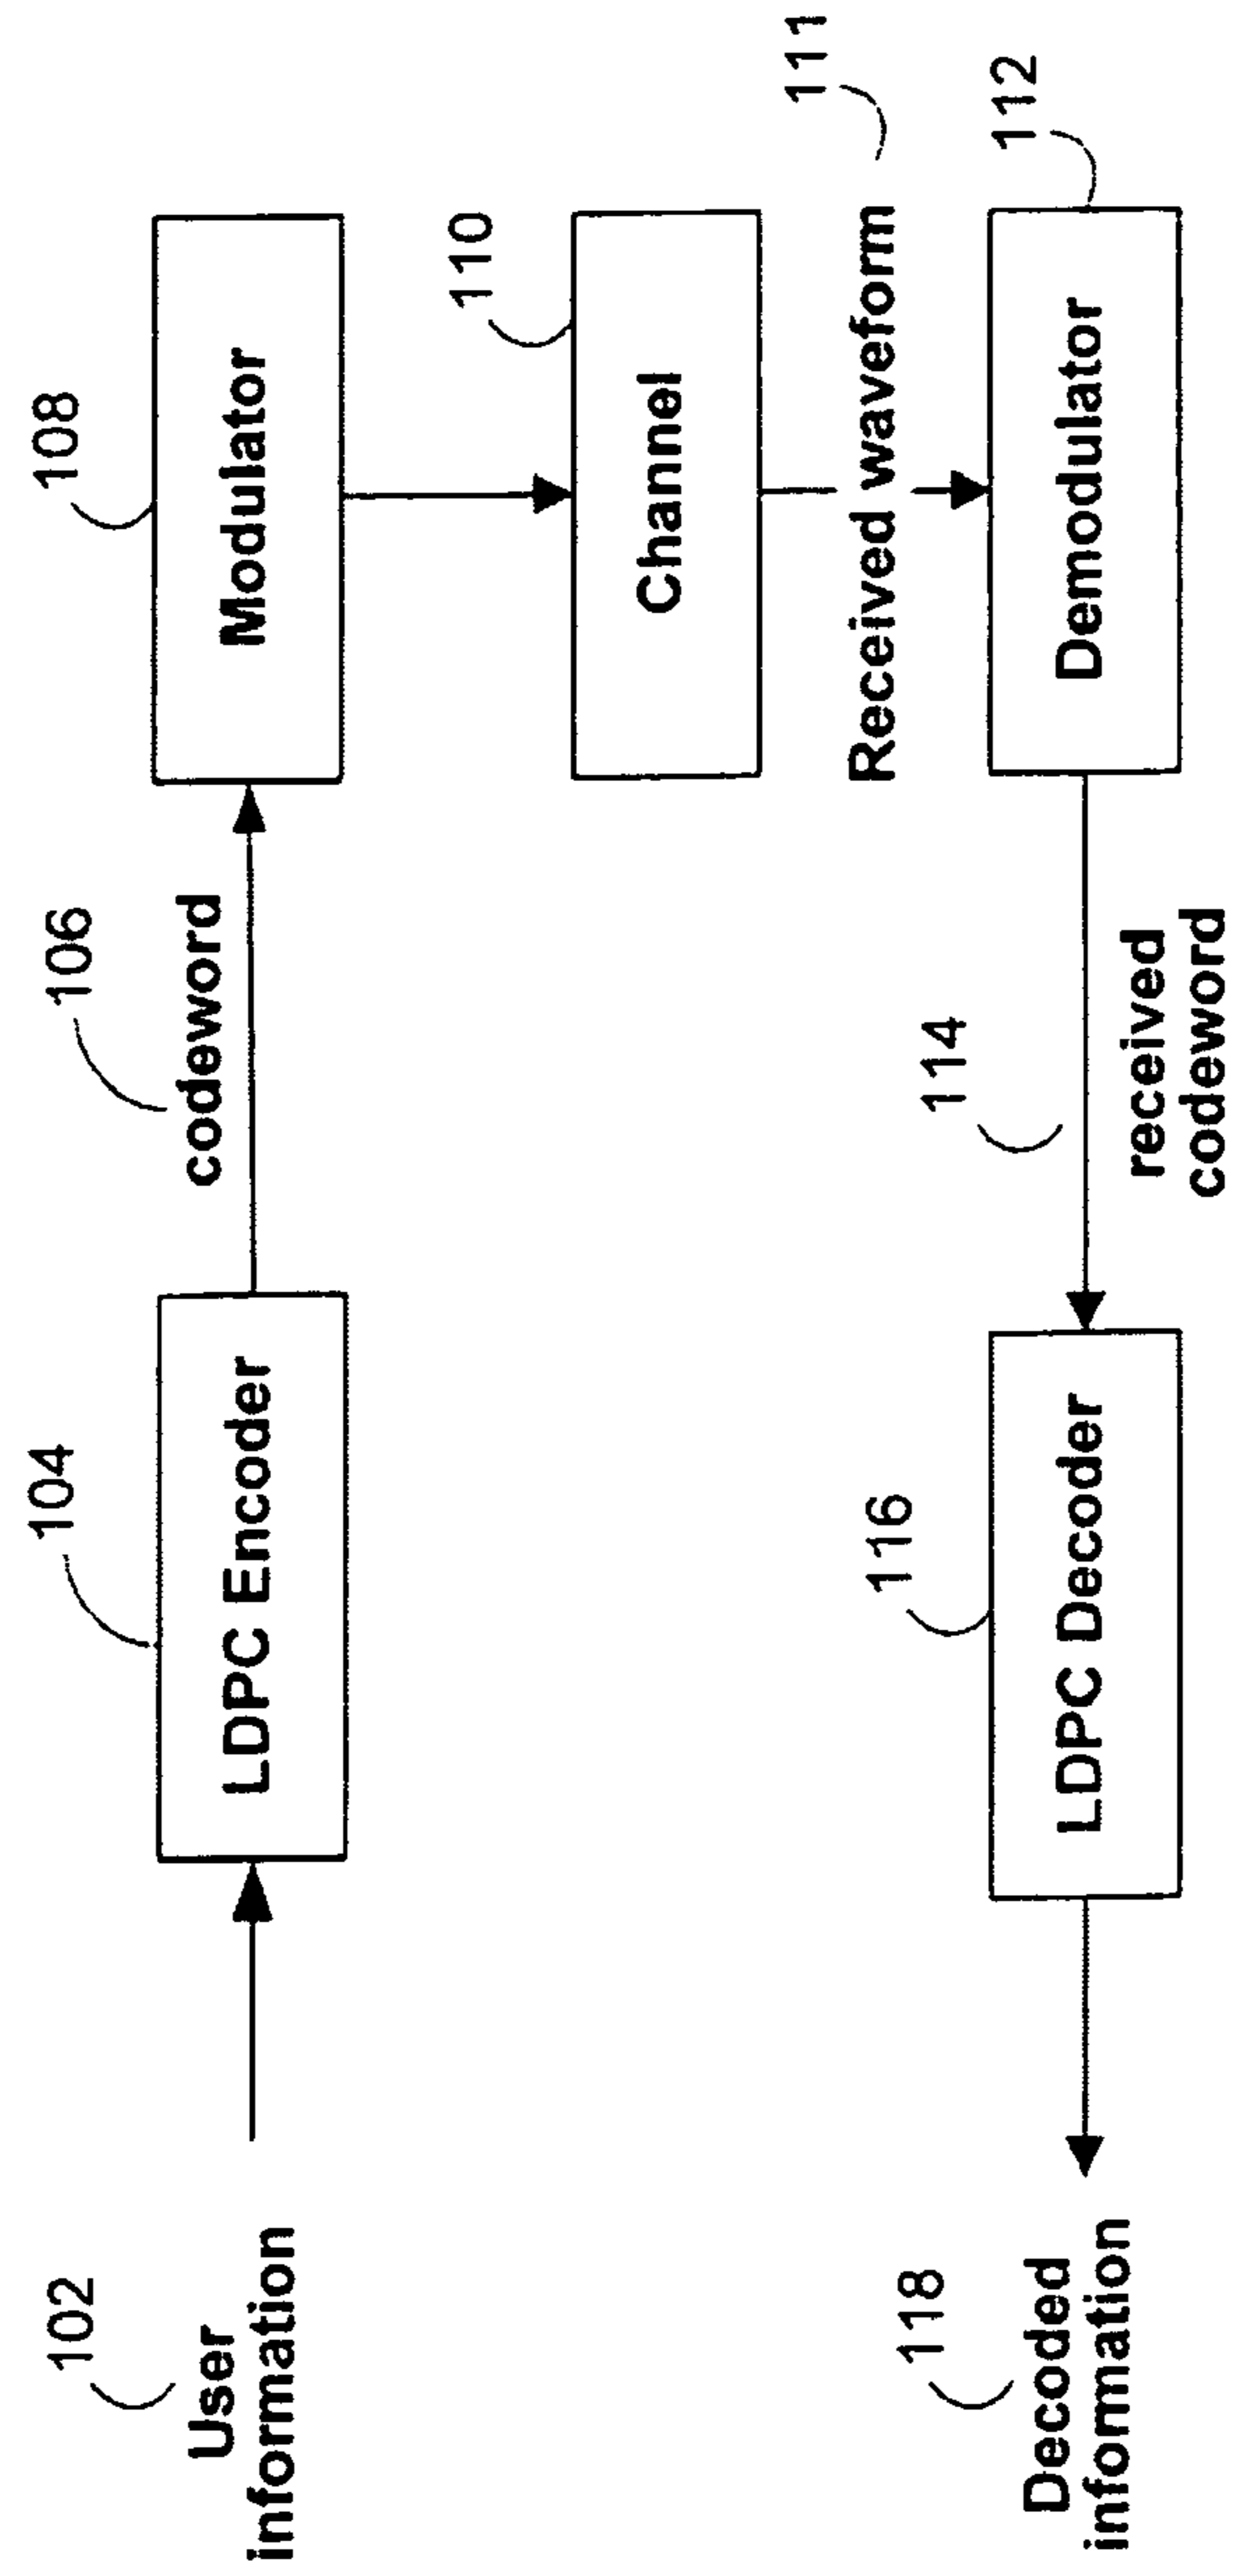 102
User
information
104
LDPC Encoder
106
codeword
108
Modulator
110
Channel
111
Received waveform
112
Demodulator
114
received
codeword
116
LDPC Decoder
118
Decoded
information